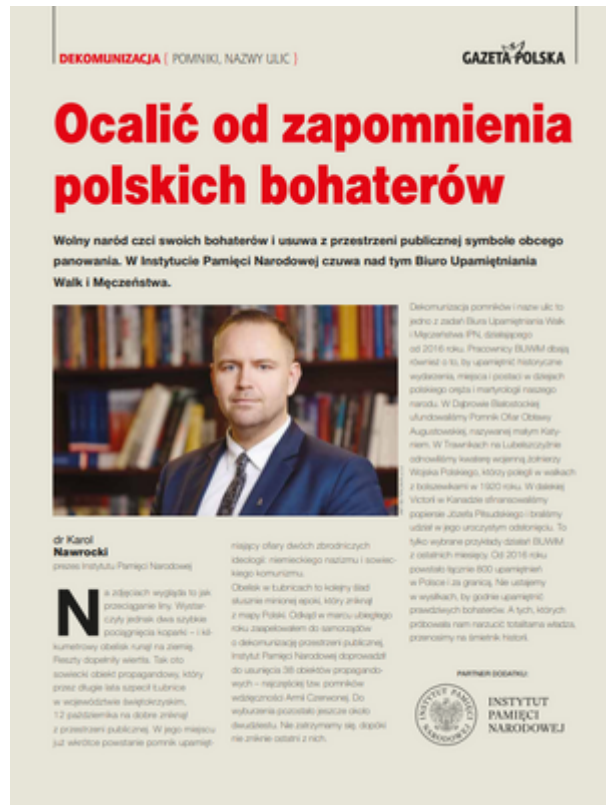 DEKOMUNIZACJA { POMNIKI, NAZWY ULIC }
GAZETA POLSKA
Ocalić od zapomnienia
polskich bohaterów
Wolny naród czci swoich bohaterów i usuwa z przestrzeni publicznej symbole obcego
panowania. W Instytucie Pamięci Narodowej czuwa nad tym Biuro Upamiętniania
Walk i Męczeństwa.
dr Karol
Nawrocki
prezes Instytutu Pamięci Narodowej
Na zdjęciach wygląda to jak
przeciąganie liny. Wystar-
czyły jednak dwa szybkie
pociągnięcia koparki – i kil-
kumetrowy obelisk runął na ziemię.
Reszty dopełniły wiertła. Tak oto
sowiecki obiekt propagandowy, który
przez długie lata szpecił Łubnice
w województwie świętokrzyskim,
12 października na dobre zniknął
z przestrzeni publicznej. W jego miejscu
już wkrótce powstanie pomnik upamięt-
niający ofiary dwóch zbrodniczych
ideologii: niemieckiego nazizmu i sowiec-
kiego komunizmu.
Obelisk w Łubnicach to kolejny ślad
słusznie minionej epoki, który zniknął
z mapy Polski. Odkąd w marcu ubiegłego
roku zaapelowałem do samorządów
o dekomunizację przestrzeni publicznej,
Instytut Pamięci Narodowej doprowadził
do usunięcia 38 obiektów propagando-
wych – najczęściej tzw. pomników
wdzięczności Armii Czerwonej. Do
wyburzenia pozostało jeszcze około
dwudziestu. Nie zatrzymamy się, dopóki
nie zniknie ostatni z nich.
Dekomunizacja pomników i nazw ulic to
jedno z zadań Biura Upamiętniania Walk
i Męczeństwa IPN, działającego
od 2016 roku. Pracownicy BUWM dbają
również o to, by upamiętnić historyczne
wydarzenia, miejsca i postaci w dziejach
polskiego oręża i martyrologii naszego
narodu. W Dąbrowie Białostockiej
ufundowaliśmy Pomnik Ofiar Obławy
Augustowskiej, nazywanej małym Katy-
niem. W Trawnikach na Lubelszczyźnie
odnowiliśmy kwaterę wojenną żołnierzy
Wojska Polskiego, którzy polegli w walkach
z bolszewikami w 1920 roku. W dalekiej
Victorii w Kanadzie sfinansowaliśmy
popiersie Józefa Piłsudskiego i braliśmy
udział w jego uroczystym odsłonięciu. To
tylko wybrane przykłady działań BUWM
z ostatnich miesięcy. Od 2016 roku
powstało łącznie 800 upamiętnień
w Polsce i za granicą. Nie ustajemy
w wysiłkach, by godnie upamiętnić
prawdziwych bohaterów. A tych, których
próbowała nam narzucić totalitarna władza,
przenosimy na śmietnik historii.
PARTNER DODATKU:
INSTYTUT
PAMIĘCI
NARODOWEJ